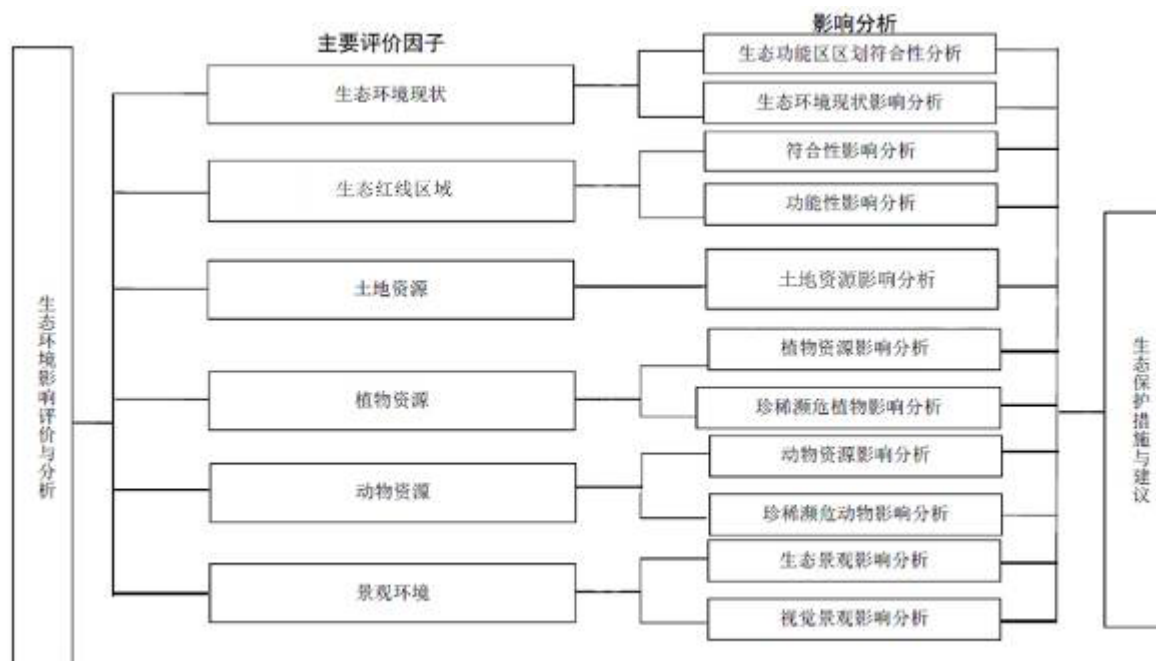 影响分析
主要评价因子
生态功能区区划符合性分析
生态环境现状
生态环境现状影响分析
符合性影响分析
生态红线区域
功能性影响分析
土地资源
土地资源影响分析
植物资源影响分析
植物资源
珍稀濒危植物影响分析
动物资源影响分析
动物资源
珍稀濒危动物影响分析
生态景观影响分析
景观环境
视觉景观影响分析
生态环境影响评价与分析
生态保护措施与建议